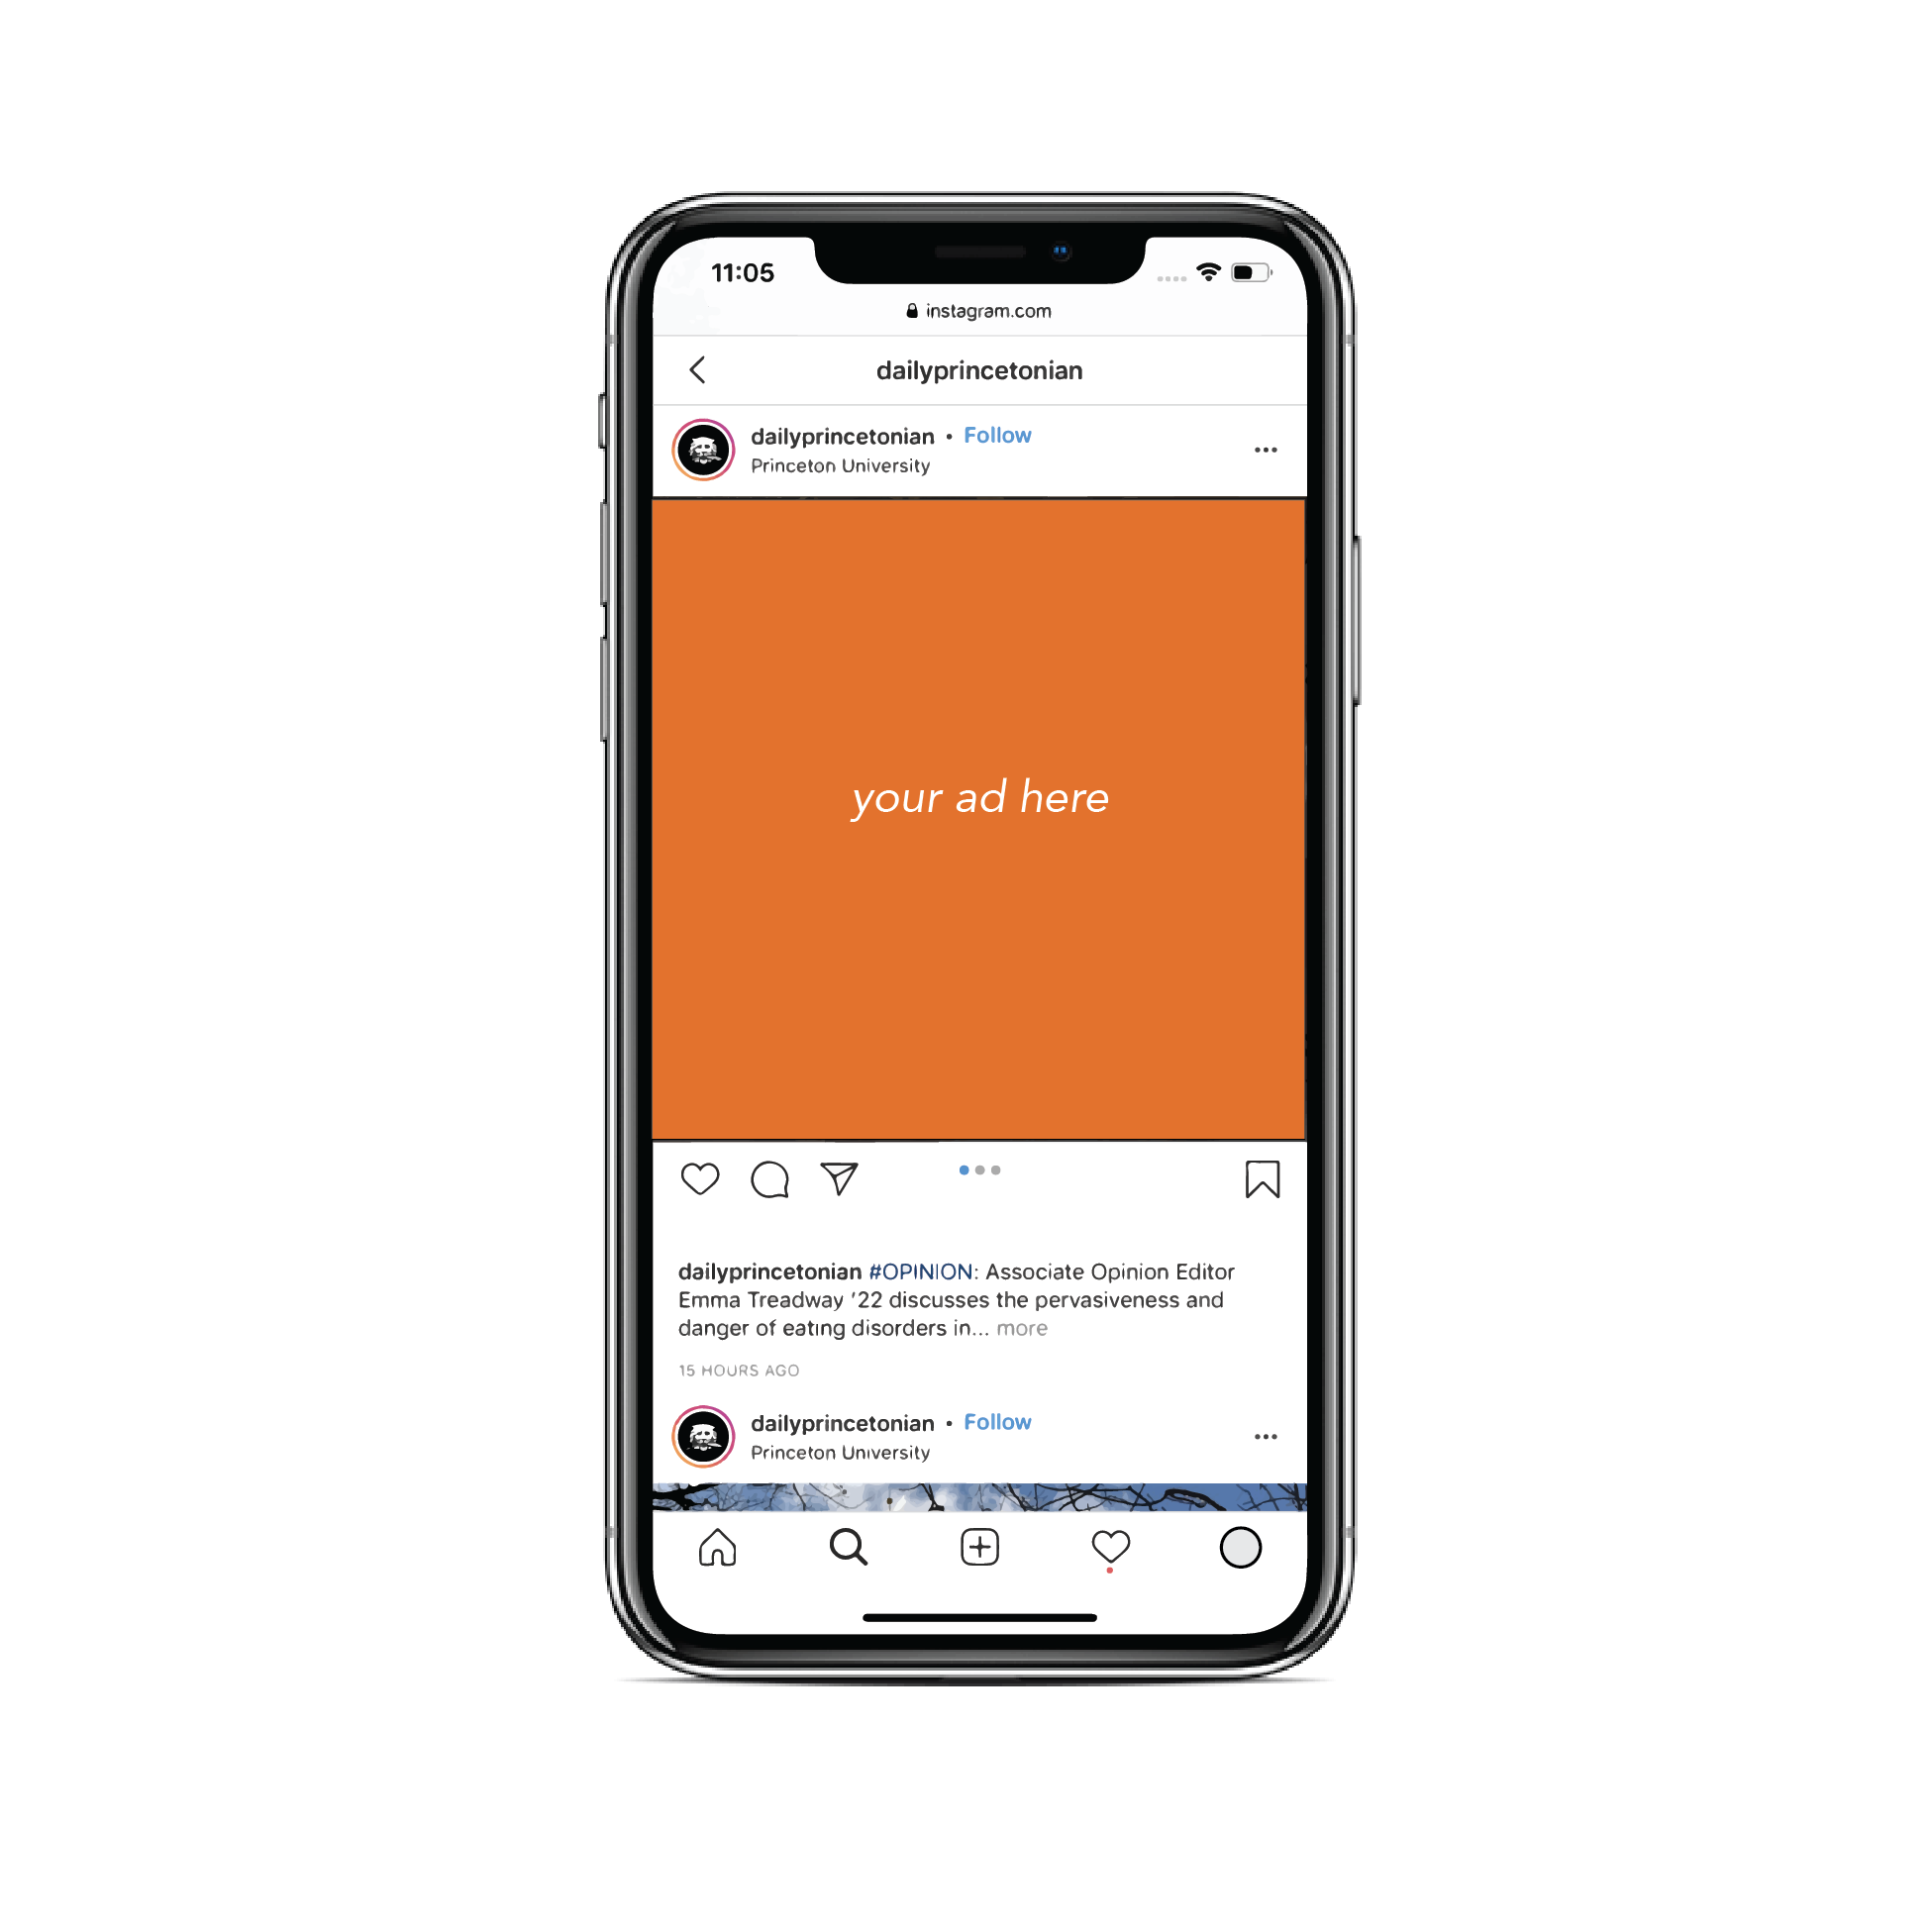 11:05
instagram.com
dailyprincetonian
dailyprincetonian • Follow
Princeton University
your ad here
dailyprincetonian #OPINION: Associate Opinion Editor
Emma Treadway '22 discusses the pervasiveness and
danger of eating disorders in... more
15 HOURS AGO
dailyprincetonian • Follow
Princeton University